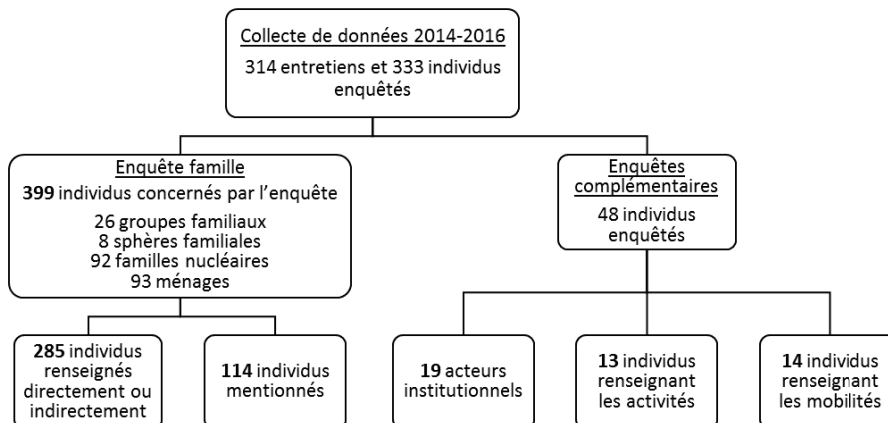 Collecte de données 2014-2016
314 entretiens et 333 individus
enquêtés
Enquête famille
399 individus concernés par l'enquête
26 groupes familiaux
8 sphères familiales
92 familles nucléaires
93 ménages
Enquêtes
complémentaires
48 individus
enquêtés
285 individus
renseignés
directement ou
indirectement
114 individus
mentionnés
19 acteurs
institutionnels
13 individus
renseignant
les activités
14 individus
renseignant
les mobilités